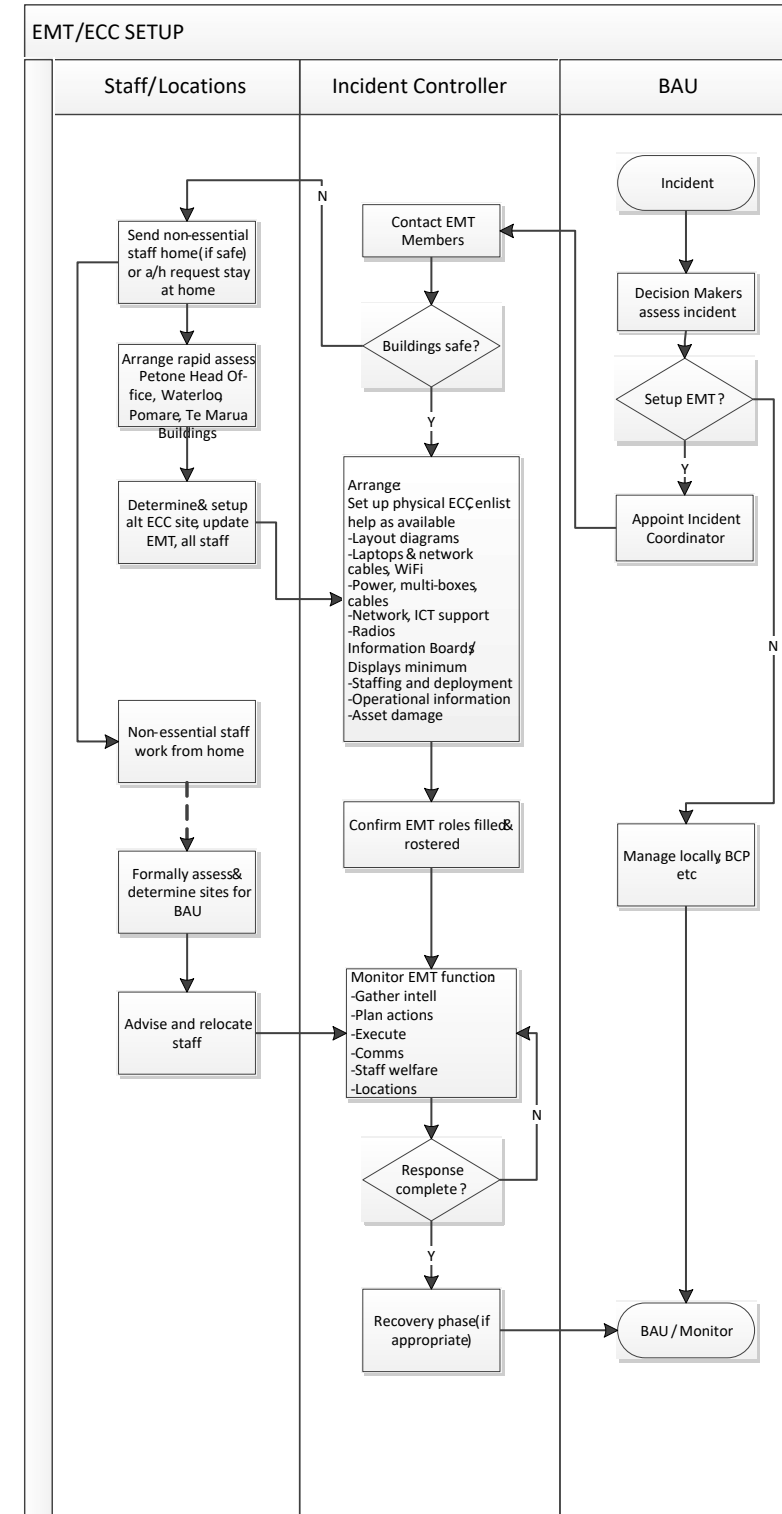 EMT/ECC SETUP
Staff/Locations
Incident Controller
BAU
Incident
Decision Makers
assess incident
Setup EMT?
Y
N
Appoint Incident
Coordinator
Manage locally, BCP
etc
BAU / Monitor
Contact EMT
Members
Buildings safe?
N
Y
Send non-essential
staff home(if safe)
or a/h request stay
at home
Arrange rapid assess
Petone Head Of-
fice, Waterloo,
Pomare, Te Marua
Buildings
Determine& setup
alt ECC site, update
EMT, all staff
Non-essential staff
work from home
Formally assess&
determine sites for
BAU
Advise and relocate
staff
Arrange:
Set up physical ECC, enlist
help as available
-Layout diagrams
-Laptops & network
cables, WiFi
-Power, multi-boxes,
cables
-Network, ICT support
-Radios
Information Boards/
Displays minimum
-Staffing and deployment
-Operational information
-Asset damage
Confirm EMT roles filled&
rostered
Monitor EMT function:
-Gather intell
-Plan actions
-Execute
-Comms
-Staff welfare
-Locations
Response
complete ?
N
Y
Recovery phase(if
appropriate)